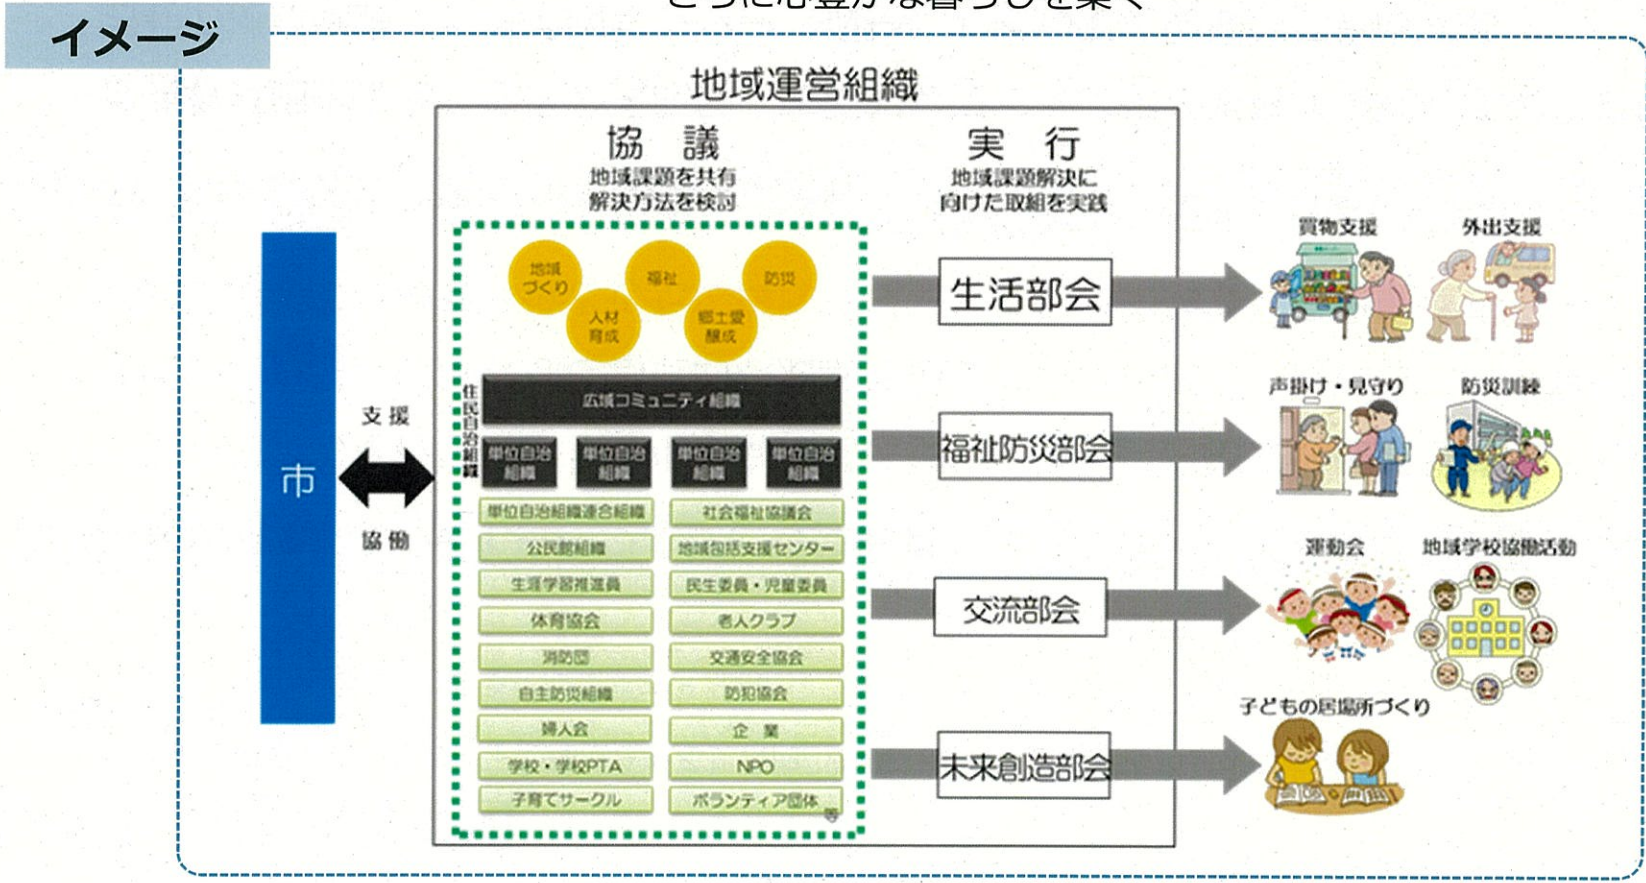 さらに心豊かな暮らしを築く
イメージ
地域運営組織
協 議
地域課題を共有
解決方法を検討
実 行
地域課題解決に
向けた取組を実践
市
支援
協働
地域
づくり
福祉
防災
人材
育成
郷土愛
醸成
住民自治組織
広域コミュニティ組織
単位自治
組織
単位自治
組織
単位自治
組織
単位自治
組織
単位自治組織連合組織
社会福祉協議会
公民館組織
地域包括支援センター
生涯学習推進員
民生委員・児童委員
体育協会
老人クラブ
消防団
交通安全協会
自主防災組織
防犯協会
婦人会
企 業
学校・学校PTA
NPO
子育てサークル
ボランティア団体
等
生活部会
福祉防災部会
交流部会
未来創造部会
買物支援
外出支援
声掛け・見守り
防災訓練
運動会
地域学校協働活動
子どもの居場所づくり